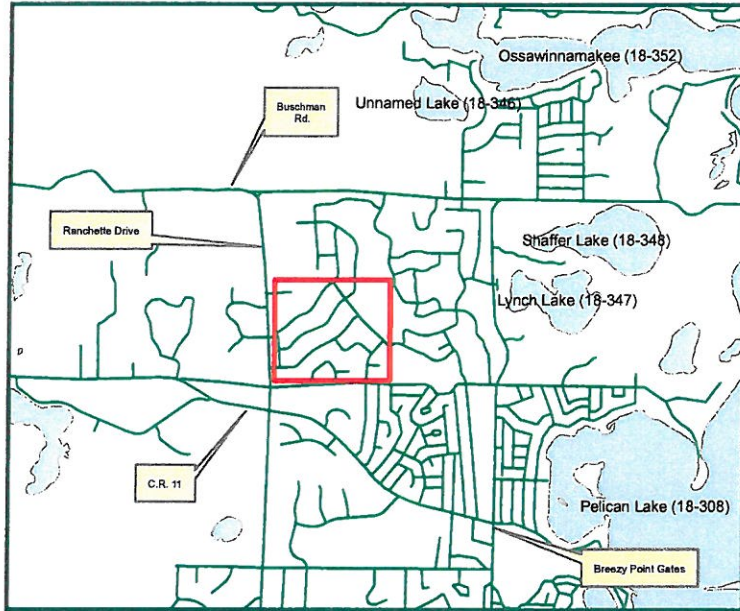 Ossawinnamakee (18-352)
Unnamed Lake (18-346)
Buschman
Rd.
Ranchette Drive
Shaffer Lake (18-348)
Lynch Lake (18-347)
C.R. 11
Pelican Lake (18-308)
Breezy Point Gates